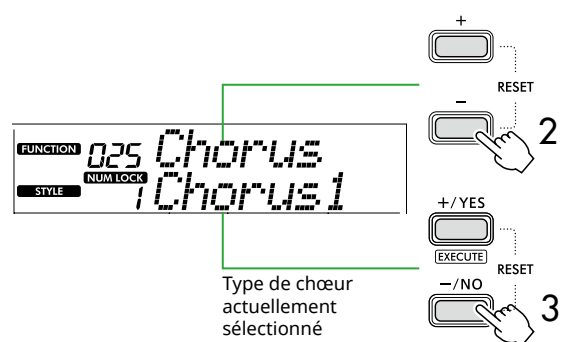 +
RESET
−
2
FUNCTION 025 Chorus
NUM LOCK
STYLE 1 Chorus1
+/YES
EXECUTE
RESET
−/NO
3
Type de chœur
actuellement
sélectionné